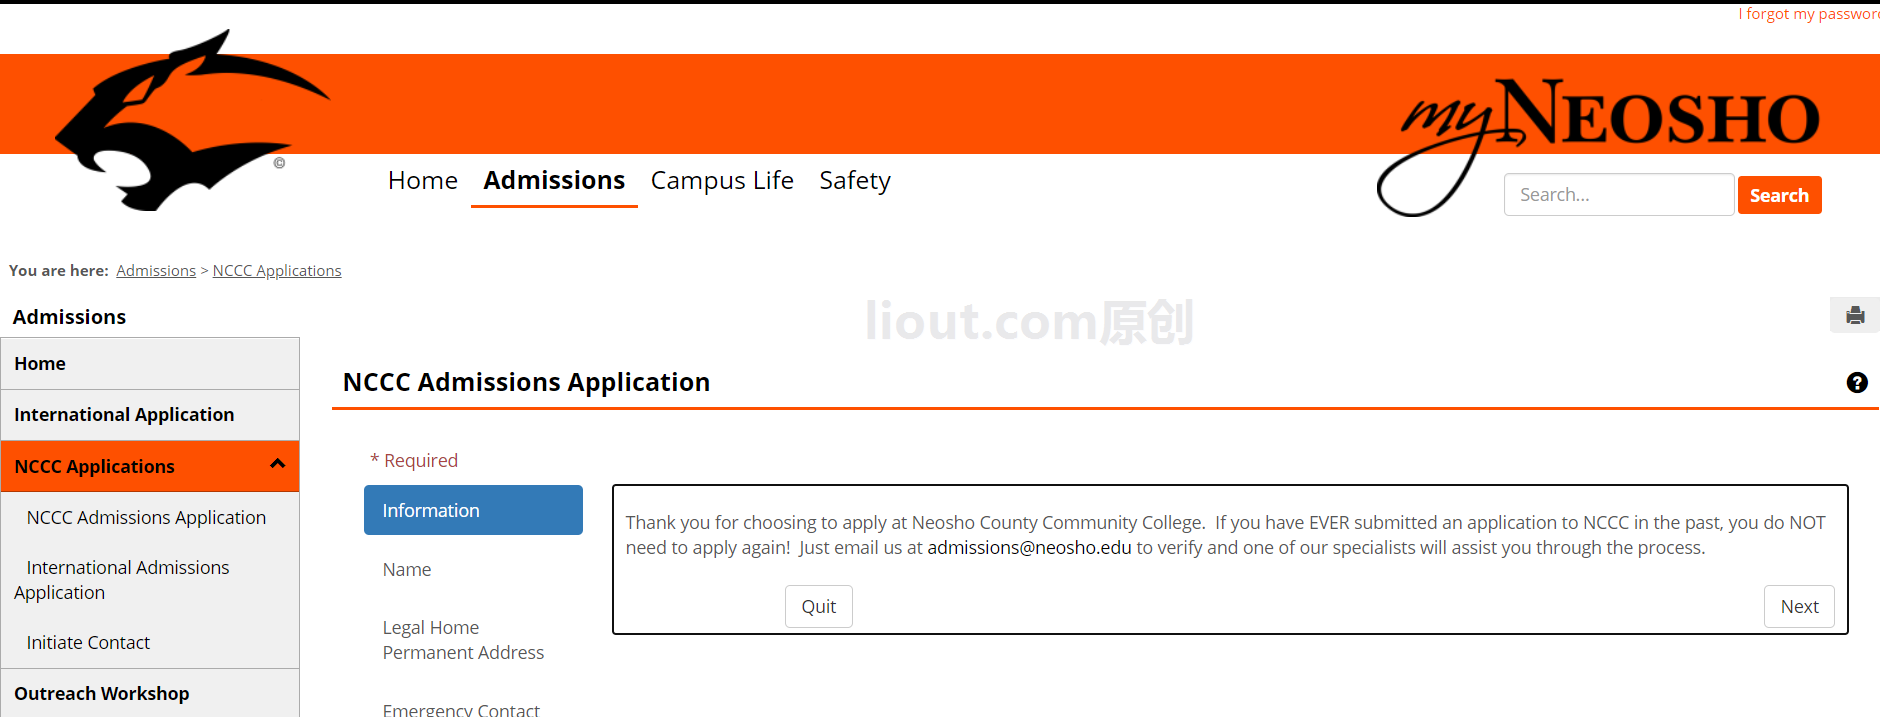 I forgot my password
myNEOSHO
©
Home Admissions Campus Life Safety
Search... Search
You are here: Admissions > NCCC Applications
liout.com原创
Admissions
Home
International Application
NCCC Applications
NCCC Admissions Application
International Admissions
Application
Initiate Contact
Outreach Workshop
NCCC Admissions Application
?
* Required
Information
Name
Legal Home
Permanent Address
Emergency Contact
Thank you for choosing to apply at Neosho County Community College. If you have EVER submitted an application to NCCC in the past, you do NOT
need to apply again! Just email us at admissions@neosho.edu to verify and one of our specialists will assist you through the process.
Quit Next